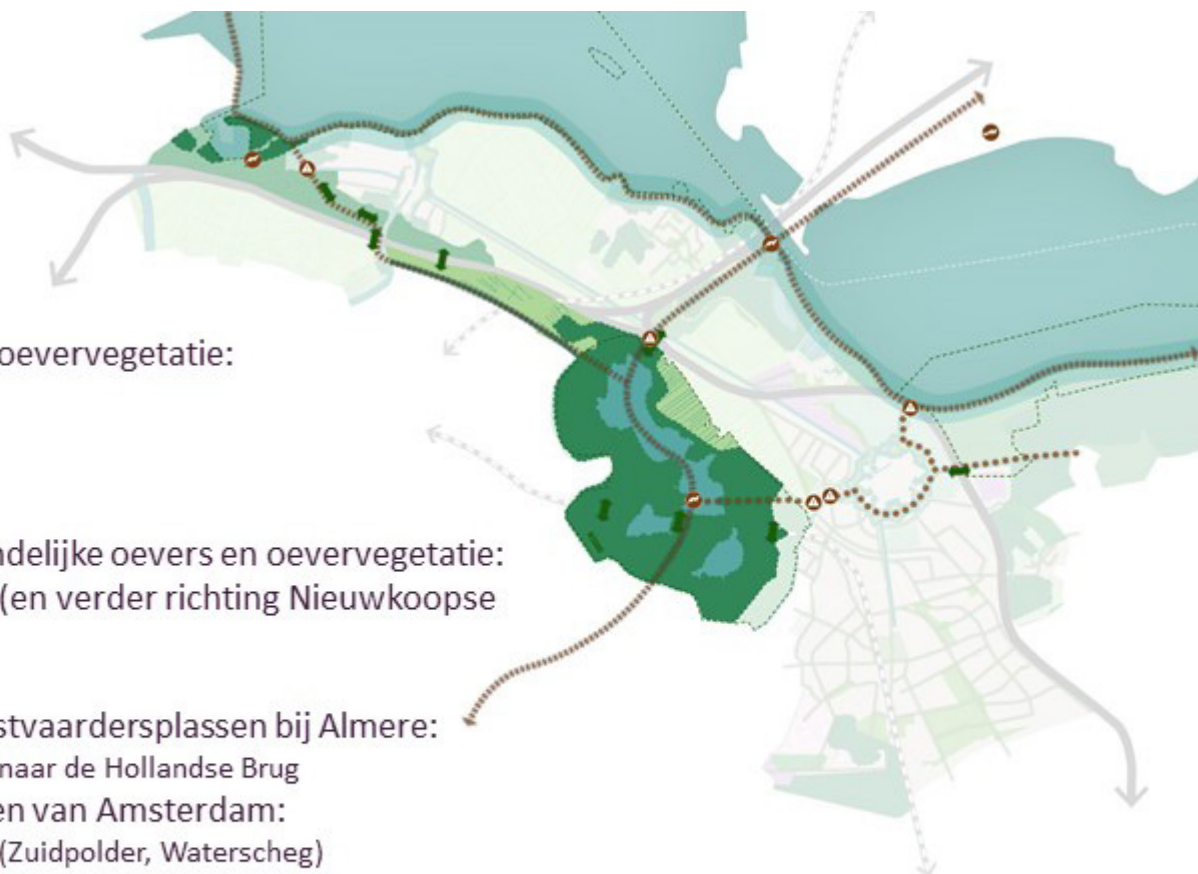 oevervegetatie:
ndelijke oevers en oevervegetatie:
(en verder richting Nieuwkoopse
stvaardersplassen bij Almere:
naar de Hollandse Brug
en van Amsterdam:
(Zuidpolder, Waterscheg)